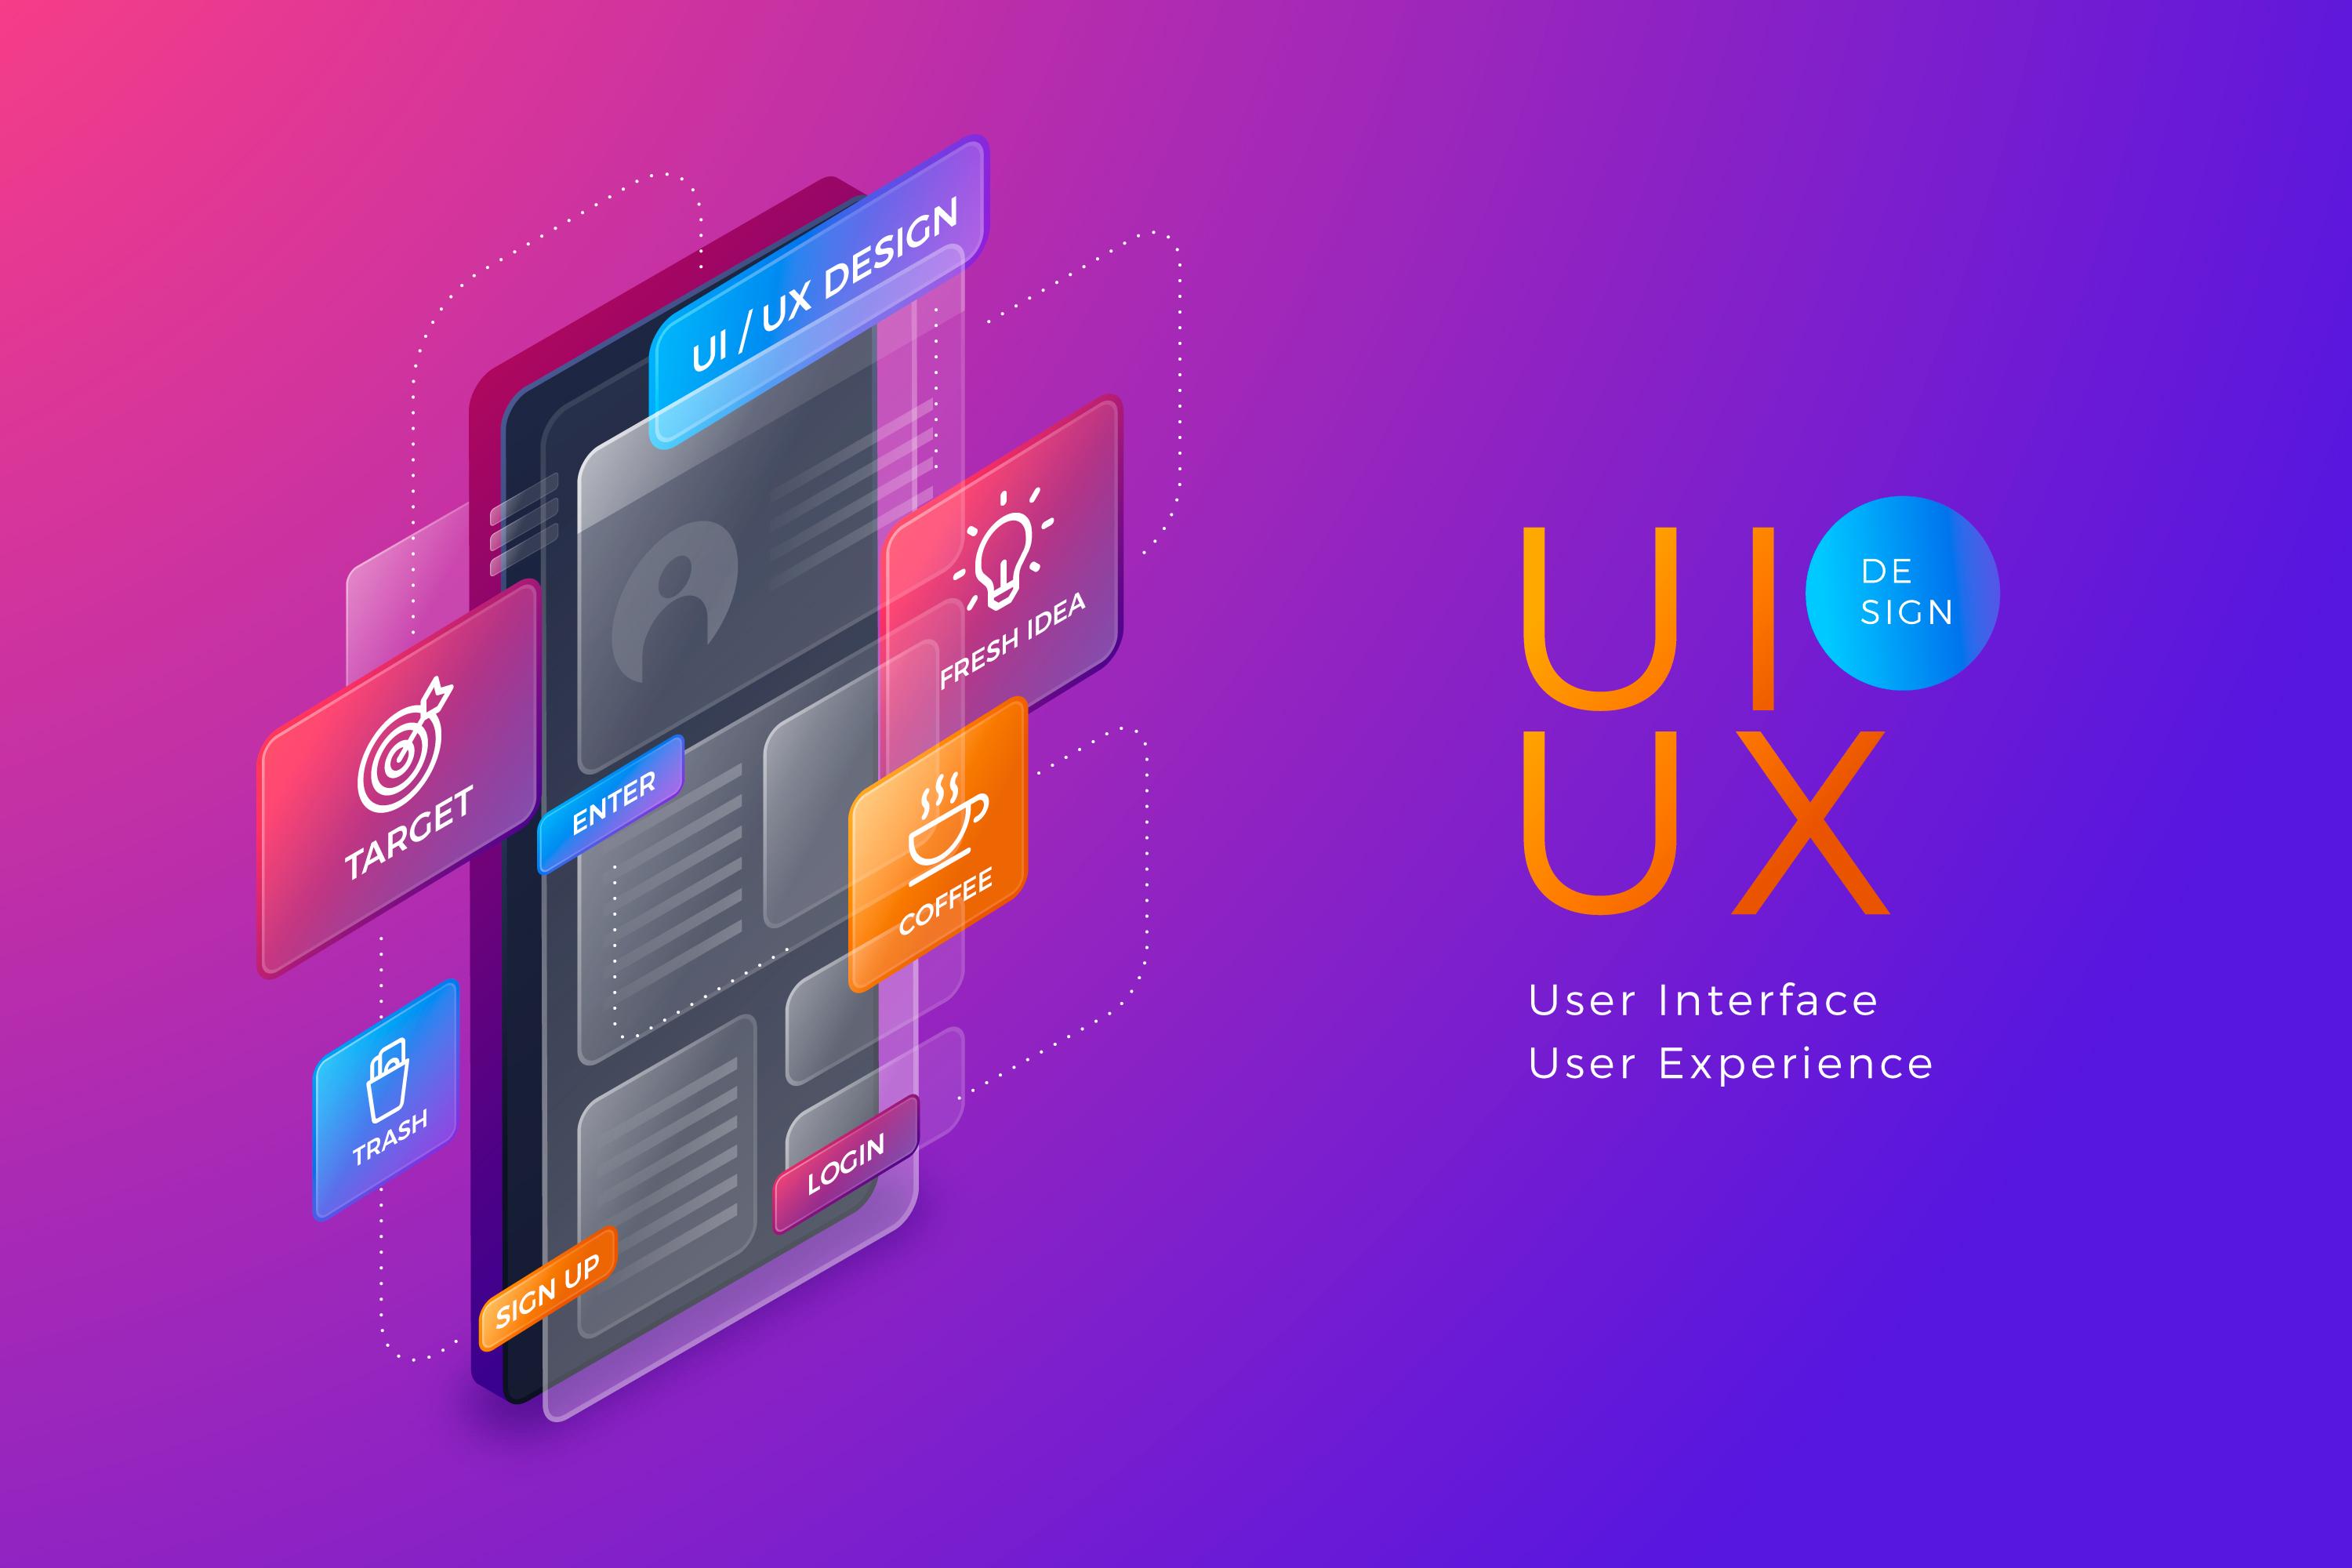 UI / UX DESIGN
FRESH IDEA
TARGET
ENTER
COFFEE
TRASH
LOGIN
SIGN UP
UI
DE
SIGN
UX
User Interface
User Experience